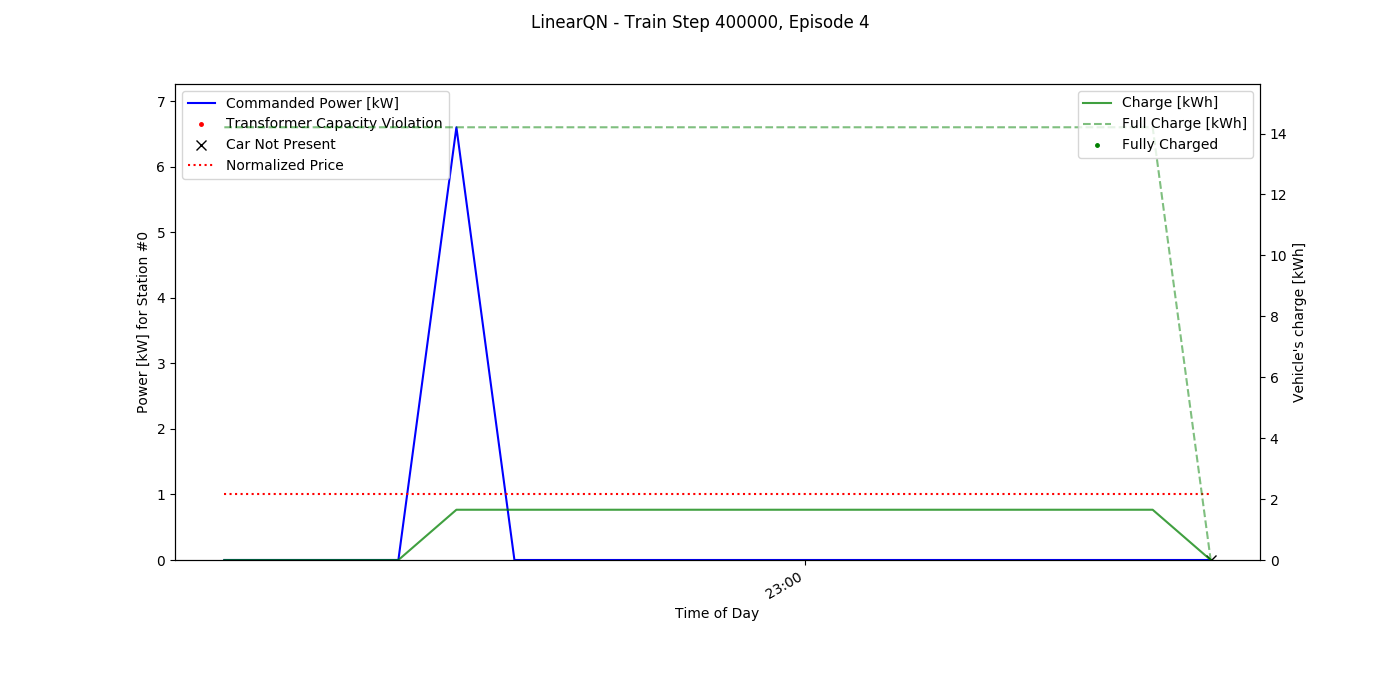 LinearQN - Train Step 400000, Episode 4
Commanded Power [kW]
Transformer Capacity Violation
Car Not Present
Normalized Price
Charge [kWh]
Full Charge [kWh]
Fully Charged
7
6
5
4
3
2
1
0
Power [kW] for Station #0
14
12
10
8
6
4
2
0
Vehicle's charge [kWh]
23:00
Time of Day